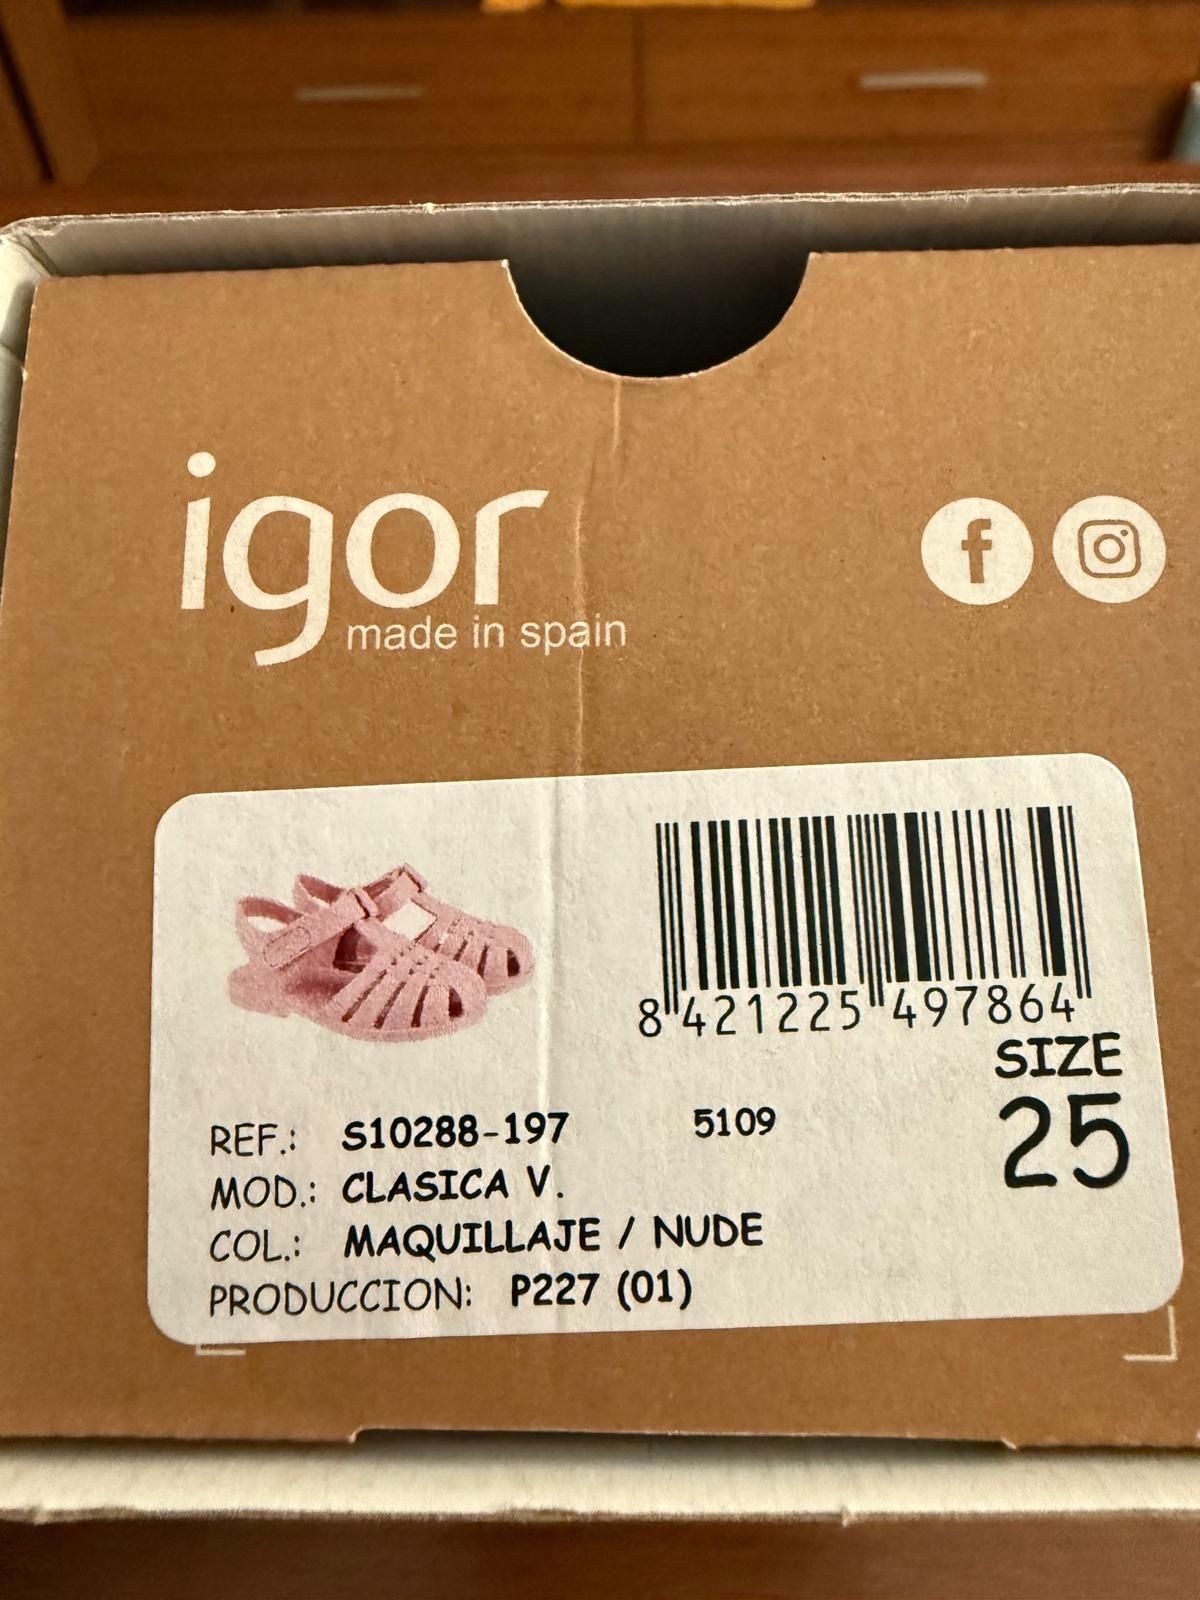 igor
made in spain
8 421225 497864
SIZE
25
REF.: S10288-197 5109
MOD.: CLASICA V.
COL.: MAQUILLAJE / NUDE
PRODUCCION: P227 (01)